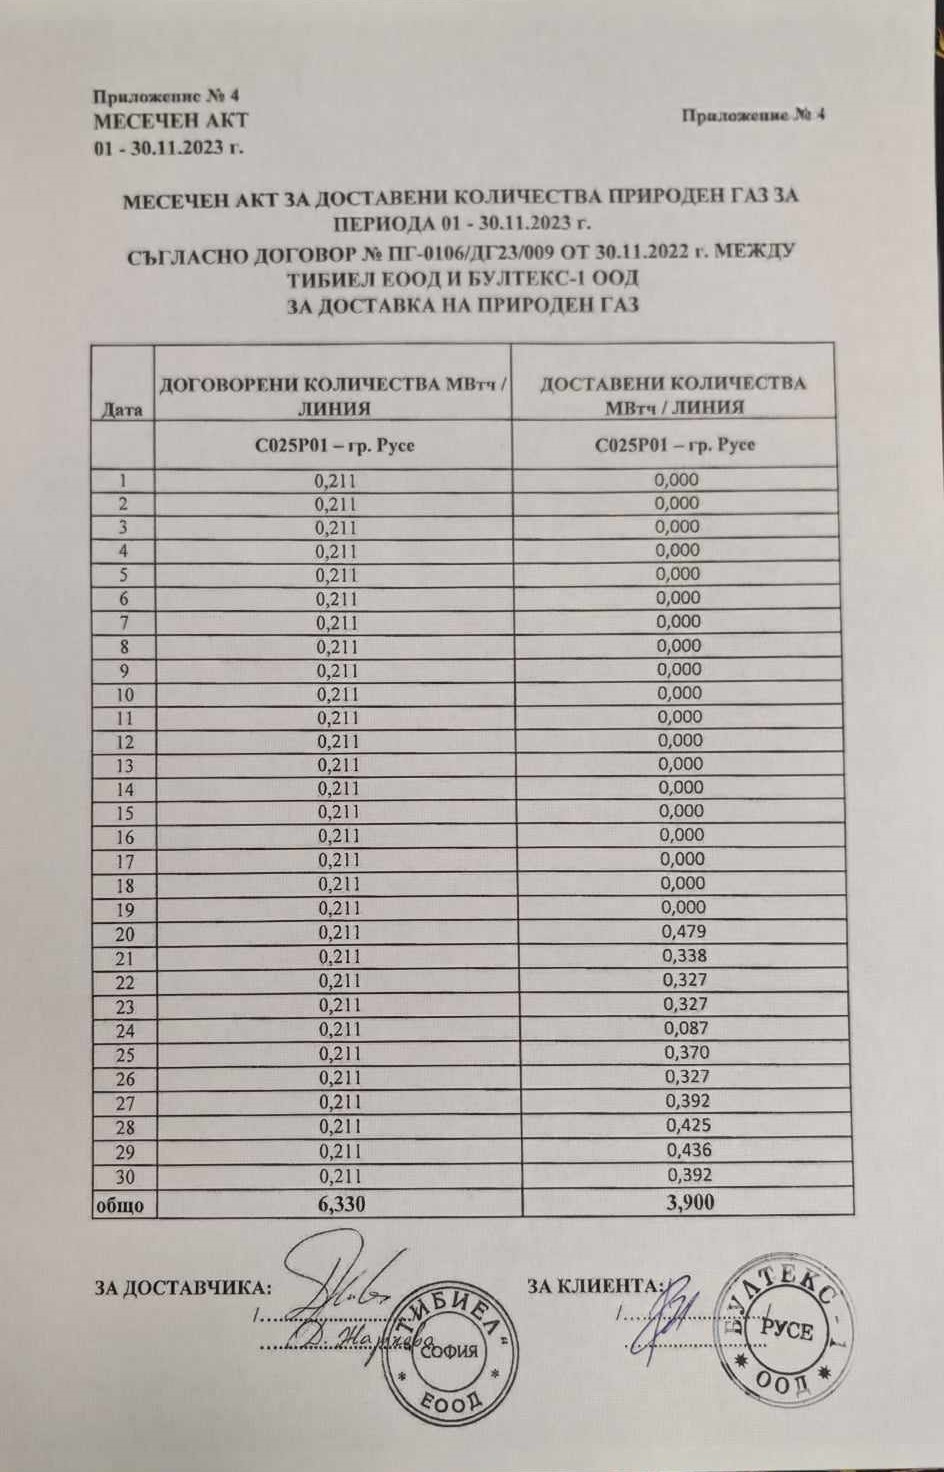 Приложение № 4
МЕСЕЧЕН АКТ
01 - 30.11.2023 г.
Приложение № 4
МЕСЕЧЕН АКТ ЗА ДОСТАВЕНИ КОЛИЧЕСТВА ПРИРОДЕН ГАЗ ЗА
ПЕРИОДА 01 - 30.11.2023 г.
СЪГЛАСНО ДОГОВОР № ПГ-0106/ДГ23/009 ОТ 30.11.2022 г. МЕЖДУ
ТИБИЕЛ ЕООД И БУЛТЕКС-1 ООД
ЗА ДОСТАВКА НА ПРИРОДЕН ГАЗ
Дата ДОГОВОРЕНИ КОЛИЧЕСТВА МВтч / ЛИНИЯ ДОСТАВЕНИ КОЛИЧЕСТВА МВтч / ЛИНИЯ
C025P01 – гр. Русе C025P01 – гр. Русе
1 0,211 0,000
2 0,211 0,000
3 0,211 0,000
4 0,211 0,000
5 0,211 0,000
6 0,211 0,000
7 0,211 0,000
8 0,211 0,000
9 0,211 0,000
10 0,211 0,000
11 0,211 0,000
12 0,211 0,000
13 0,211 0,000
14 0,211 0,000
15 0,211 0,000
16 0,211 0,000
17 0,211 0,000
18 0,211 0,000
19 0,211 0,000
20 0,211 0,479
21 0,211 0,338
22 0,211 0,327
23 0,211 0,327
24 0,211 0,087
25 0,211 0,370
26 0,211 0,327
27 0,211 0,392
28 0,211 0,425
29 0,211 0,436
30 0,211 0,392
общо 6,330 3,900
ЗА ДОСТАВЧИКА: ЗА КЛИЕНТА:
"ТИБИЕЛ"
СОФИЯ
ЕООД
БУЛТЕКС - 1
РУСЕ
ООД